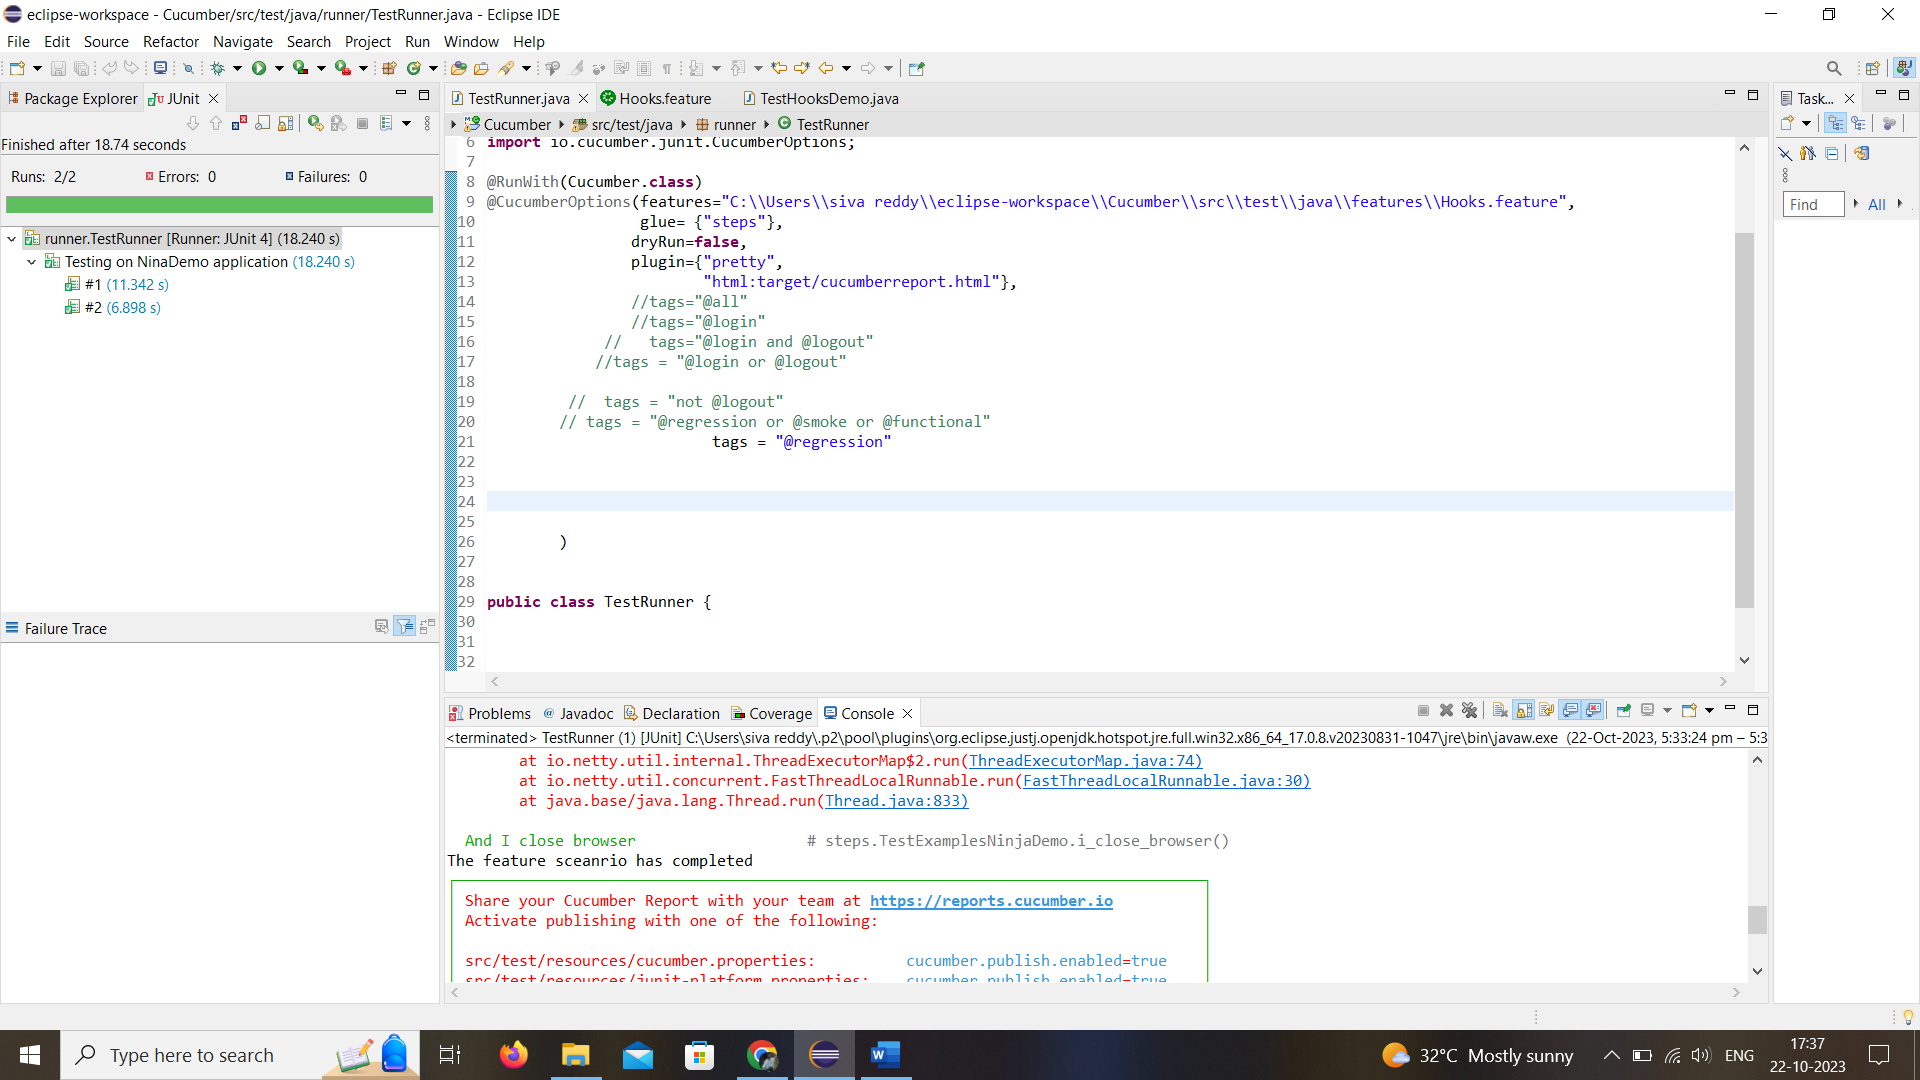 eclipse-workspace - Cucumber/src/test/java/runner/TestRunner.java - Eclipse IDE
File Edit Source Refactor Navigate Search Project Run Window Help
Package Explorer JUnit
TestRunner.java Hooks.feature TestHooksDemo.java
Task...
Cucumber src/test/java runner TestRunner
Finished after 18.74 seconds
Runs: 2/2 Errors: 0 Failures: 0
runner.TestRunner [Runner: JUnit 4] (18.240 s)
Testing on NinaDemo application (18.240 s)
#1 (11.342 s)
#2 (6.898 s)
Failure Trace
6 import io.cucumber.junit.CucumberOptions;
7
8 @RunWith(Cucumber.class)
9 @CucumberOptions(features="C:\\Users\\siva reddy\\eclipse-workspace\\Cucumber\\src\\test\\java\\features\\Hooks.feature",
10 glue= {"steps"},
11 dryRun=false,
12 plugin={"pretty",
13 "html:target/cucumberreport.html"},
14 //tags="@all"
15 //tags="@login"
16 // tags="@login and @logout"
17 //tags = "@login or @logout"
18
19 // tags = "not @logout"
20 // tags = "@regression or @smoke or @functional"
21 tags = "@regression"
22
23
24
25
26 )
27
28
29 public class TestRunner {
30
31
32
Find All
Problems Javadoc Declaration Coverage Console
<terminated> TestRunner (1) [JUnit] C:\Users\siva reddy\.p2\pool\plugins\org.eclipse.justj.openjdk.hotspot.jre.full.win32.x86_64_17.0.8.v20230831-1047\jre\bin\javaw.exe (22-Oct-2023, 5:33:24 pm – 5:3
at io.netty.util.internal.ThreadExecutorMap$2.run(ThreadExecutorMap.java:74)
at io.netty.util.concurrent.FastThreadLocalRunnable.run(FastThreadLocalRunnable.java:30)
at java.base/java.lang.Thread.run(Thread.java:833)
And I close browser # steps.TestExamplesNinjaDemo.i_close_browser()
The feature sceanrio has completed
Share your Cucumber Report with your team at https://reports.cucumber.io
Activate publishing with one of the following:
src/test/resources/cucumber.properties: cucumber.publish.enabled=true
src/test/resources/junit-platform.properties: cucumber.publish.enabled=true
Type here to search
32°C Mostly sunny
ENG
17:37
22-10-2023